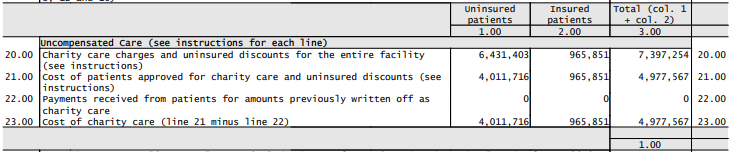 Uninsured patients Insured patients Total (col. 1 + col. 2)
1.00 2.00 3.00
Uncompensated Care (see instructions for each line)
20.00 Charity care charges and uninsured discounts for the entire facility (see instructions) 6,431,403 965,851 7,397,254 20.00
21.00 Cost of patients approved for charity care and uninsured discounts (see instructions) 4,011,716 965,851 4,977,567 21.00
22.00 Payments received from patients for amounts previously written off as charity care 0 0 0 22.00
23.00 Cost of charity care (line 21 minus line 22) 4,011,716 965,851 4,977,567 23.00
1.00